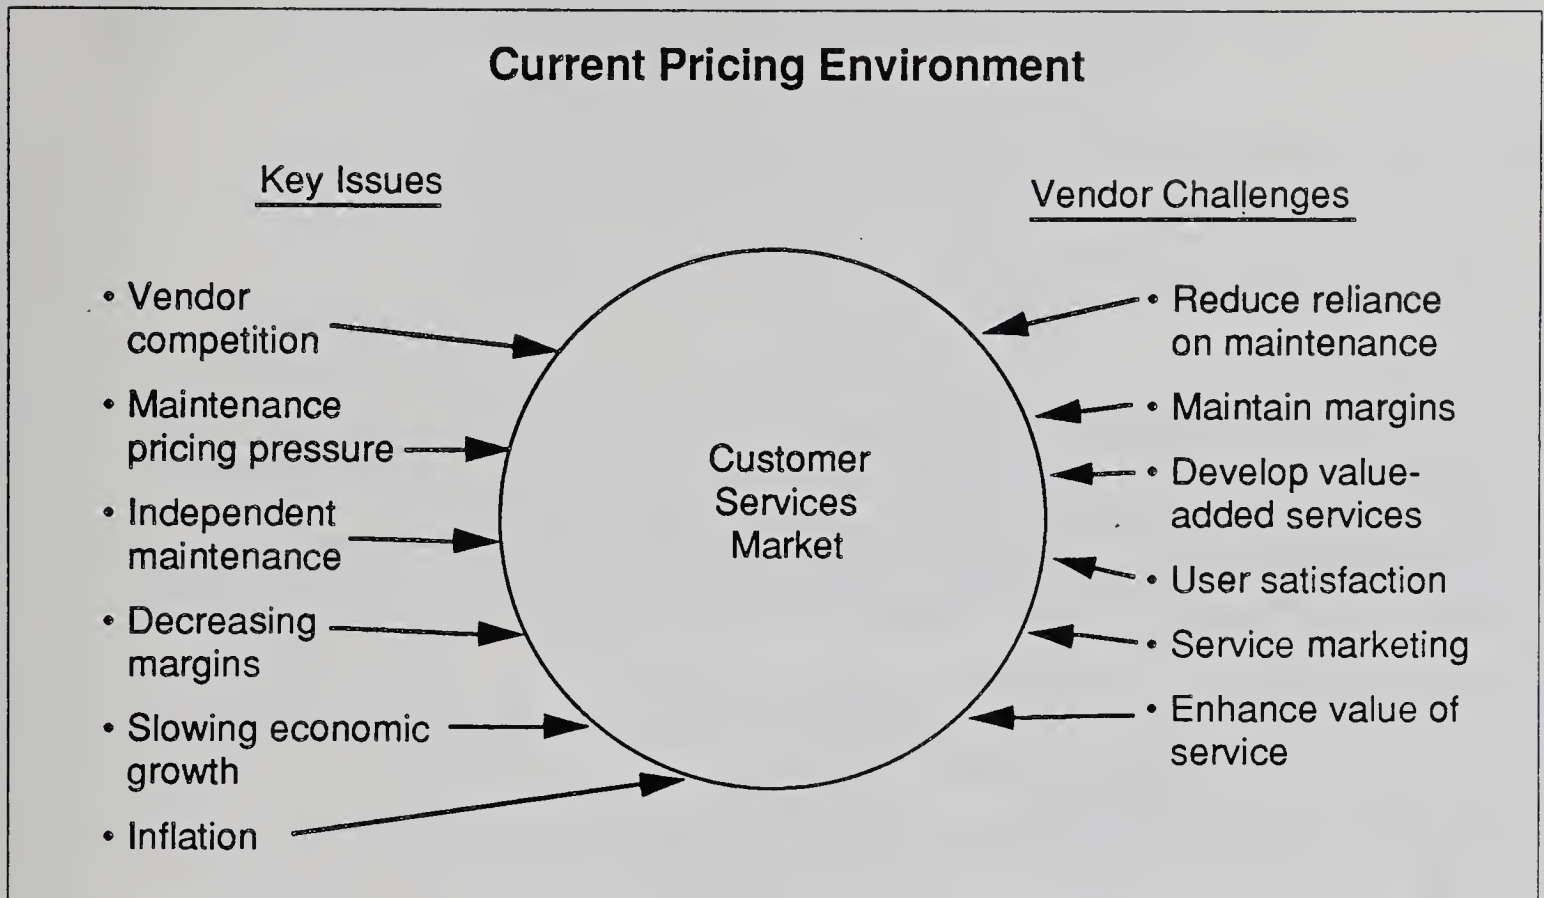 Current Pricing Environment
Key Issues
• Vendor
competition
• Maintenance
pricing pressure
• Independent
maintenance
• Decreasing
margins
• Slowing economic
growth
• Inflation
Customer
Services
Market
Vendor Challenges
• Reduce reliance
on maintenance
• Maintain margins
• Develop value-
added services
• User satisfaction
• Service marketing
• Enhance value of
service